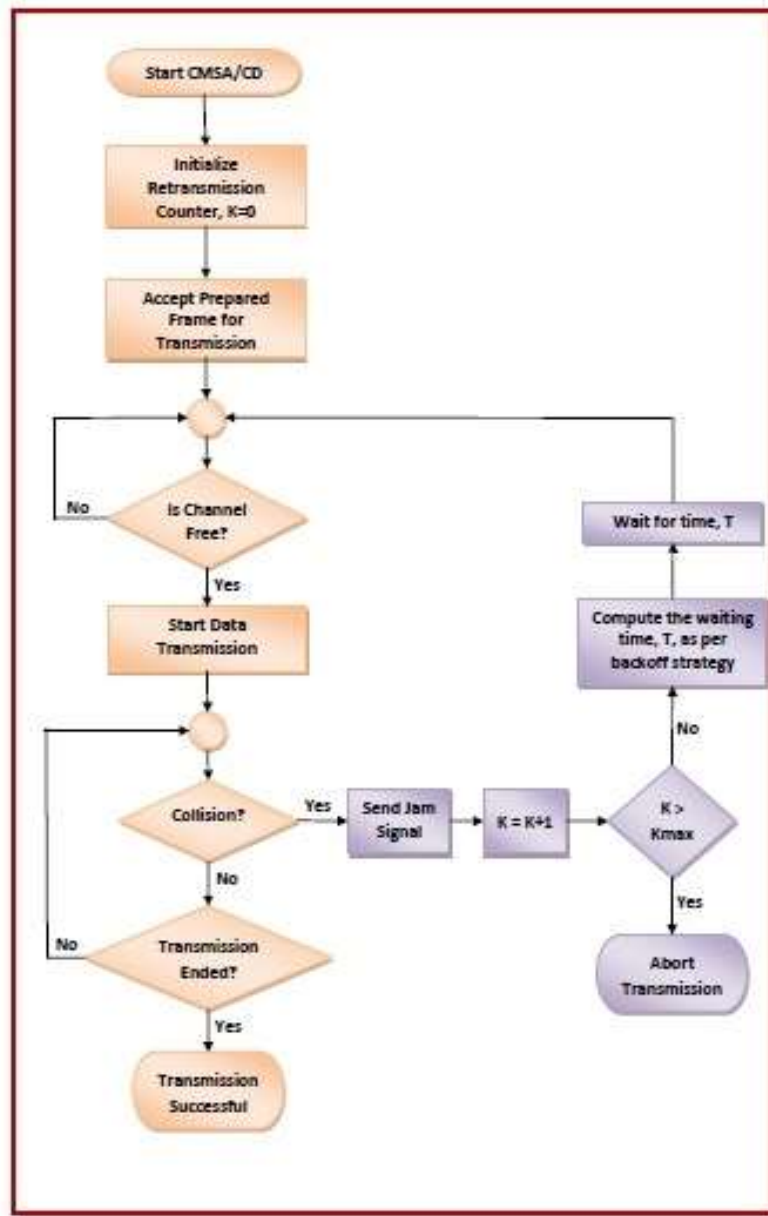 Start CMSA/CD
Initialize
Retransmission
Counter, K=0
Accept Prepared
Frame for
Transmission
No
Is Channel
Free?
Yes
Start Data
Transmission
Collision?
No
No
Transmission
Ended?
Yes
Transmission
Successful
Yes
Send Jam
Signal
K = K+1
K >
Kmax
Yes
Abort
Transmission
No
Compute the waiting
time, T, as per
backoff strategy
Wait for time, T